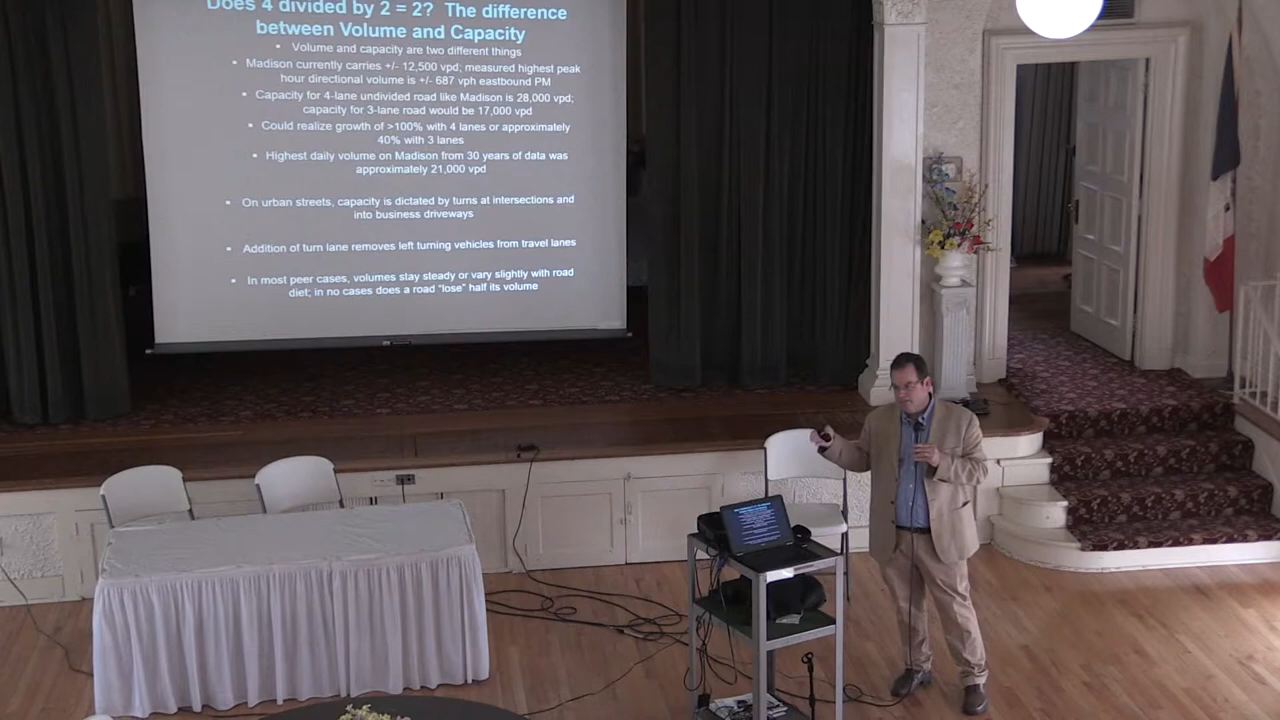 Does 4 divided by 2 = 2? The difference
between Volume and Capacity
• Volume and capacity are two different things
• Madison currently carries +/- 12,500 vpd; measured highest peak
hour directional volume is +/- 687 vph eastbound PM
• Capacity for 4-lane undivided road like Madison is 28,000 vpd;
capacity for 3-lane road would be 17,000 vpd
• Could realize growth of >100% with 4 lanes or approximately
40% with 3 lanes
• Highest daily volume on Madison from 30 years of data was
approximately 21,000 vpd
• On urban streets, capacity is dictated by turns at intersections and
into business driveways
• Addition of turn lane removes left turning vehicles from travel lanes
• In most peer cases, volumes stay steady or vary slightly with road
diet; in no cases does a road "lose" half its volume